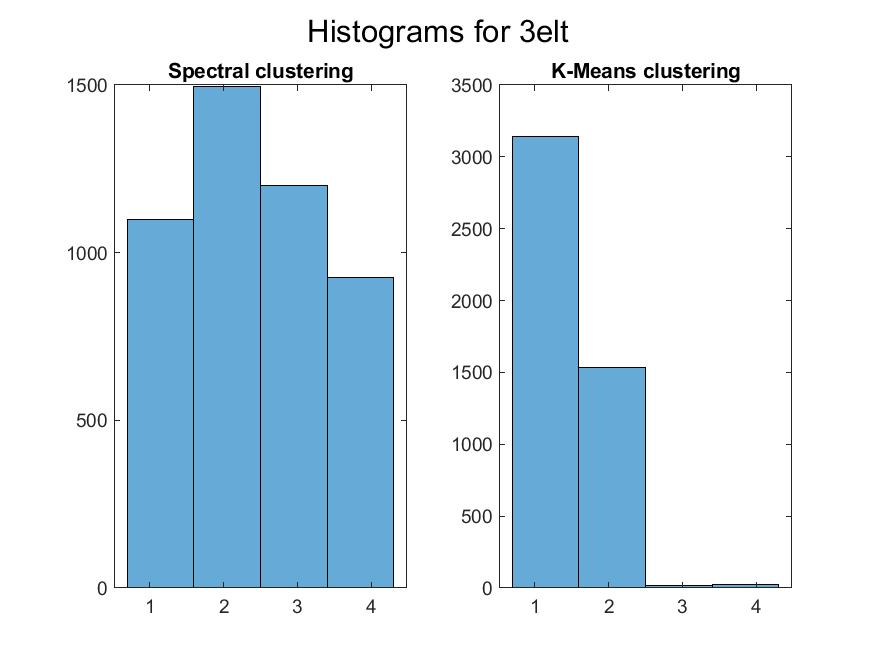 Histograms for 3elt
Spectral clustering
1500
1000
500
0
1 2 3 4
K-Means clustering
3500
3000
2500
2000
1500
1000
500
0
1 2 3 4